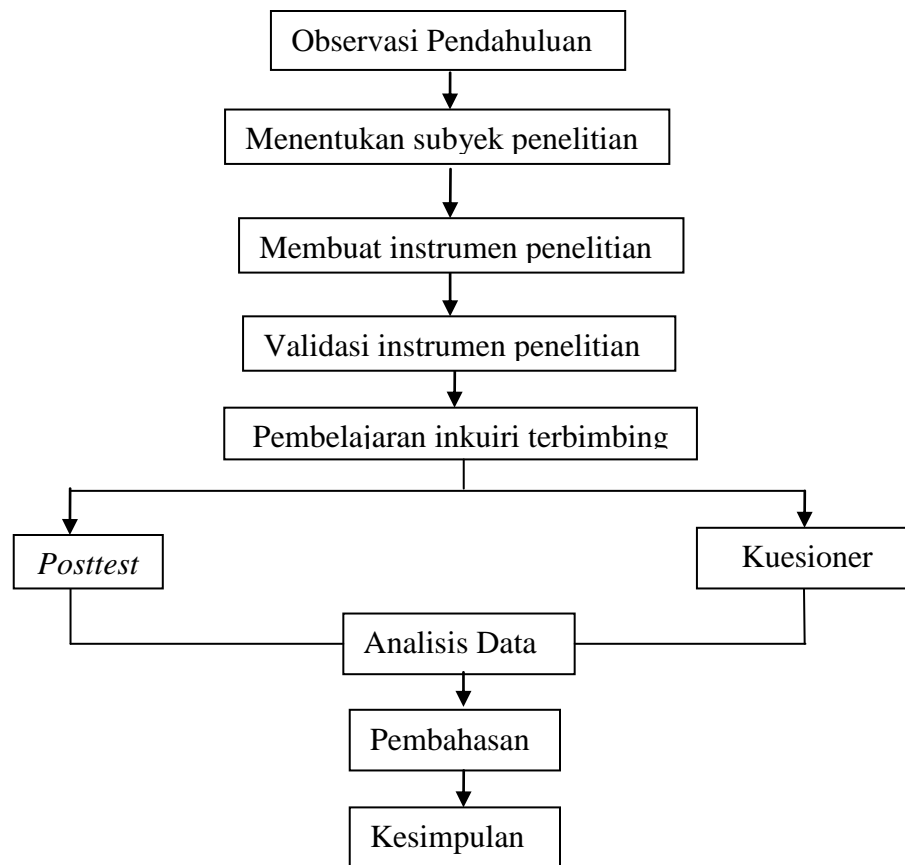 Observasi Pendahuluan
Menentukan subyek penelitian
Membuat instrumen penelitian
Validasi instrumen penelitian
Pembelajaran inkuiri terbimbing
Posttest
Kuesioner
Analisis Data
Pembahasan
Kesimpulan